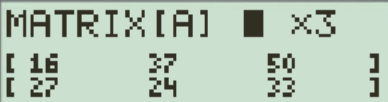 MATRIX[A] █ ×3
[ 16 37 50 ]
[ 27 24 33 ]